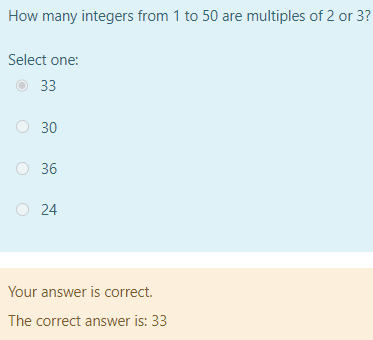 How many integers from 1 to 50 are multiples of 2 or 3?
Select one:
33
30
36
24
Your answer is correct.
The correct answer is: 33